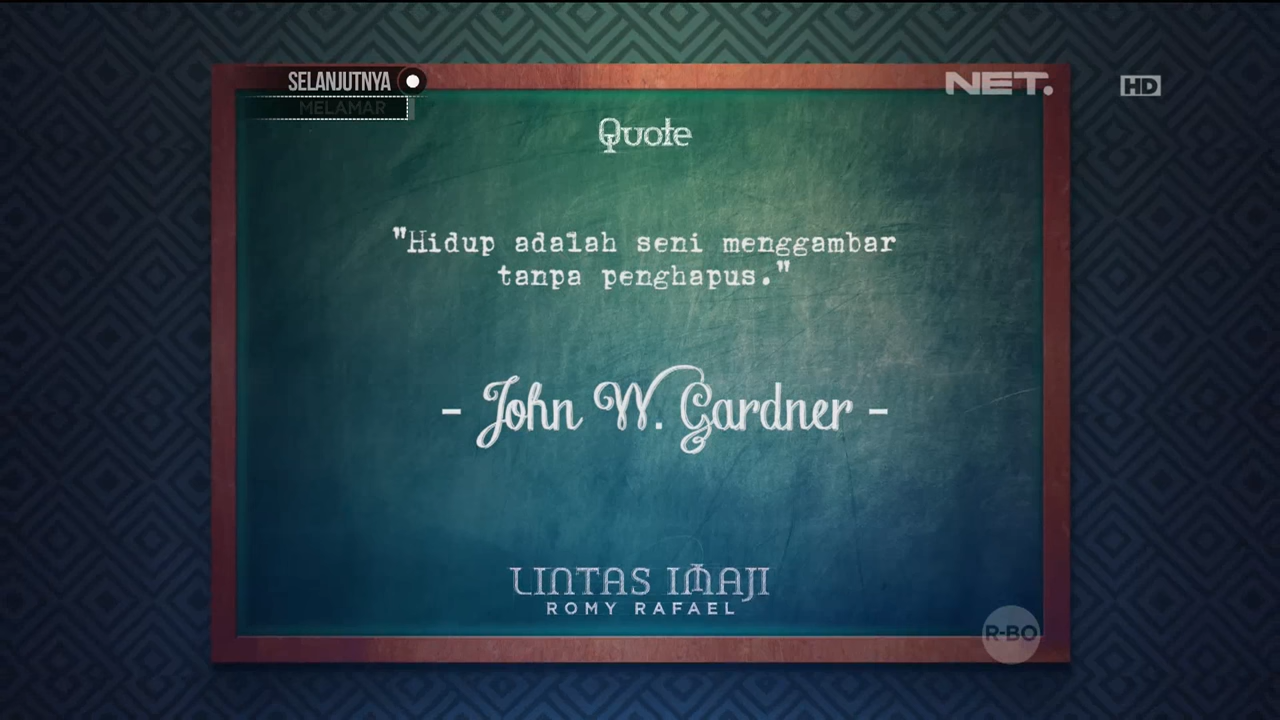 SELANJUTNYA
MELAMAR
NET.
HD
Quote
"Hidup adalah seni menggambar
tanpa penghapus."
- John W. Gardner -
LINTAS IMAJI
ROMY RAFAEL
R-BO